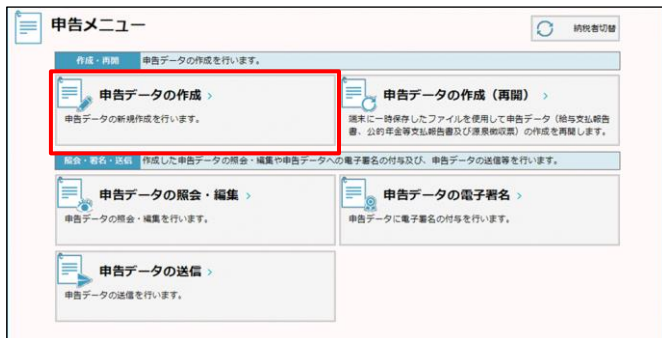 申告メニュー
納税者切替
作成・再開 申告データの作成を行います。
申告データの作成 >
申告データの新規作成を行います。
申告データの作成(再開) >
端末に一時保存したファイルを使用して申告データ(給与支払報告
書、公的年金等支払報告書及び源泉徴収票)の作成を再開します。
照会・署名・送信 作成した申告データの照会・編集や申告データへの電子署名の付与及び、申告データの送信等を行います。
申告データの照会・編集 >
申告データの照会・編集を行います。
申告データの電子署名 >
申告データに電子署名の付与を行います。
申告データの送信 >
申告データの送信を行います。